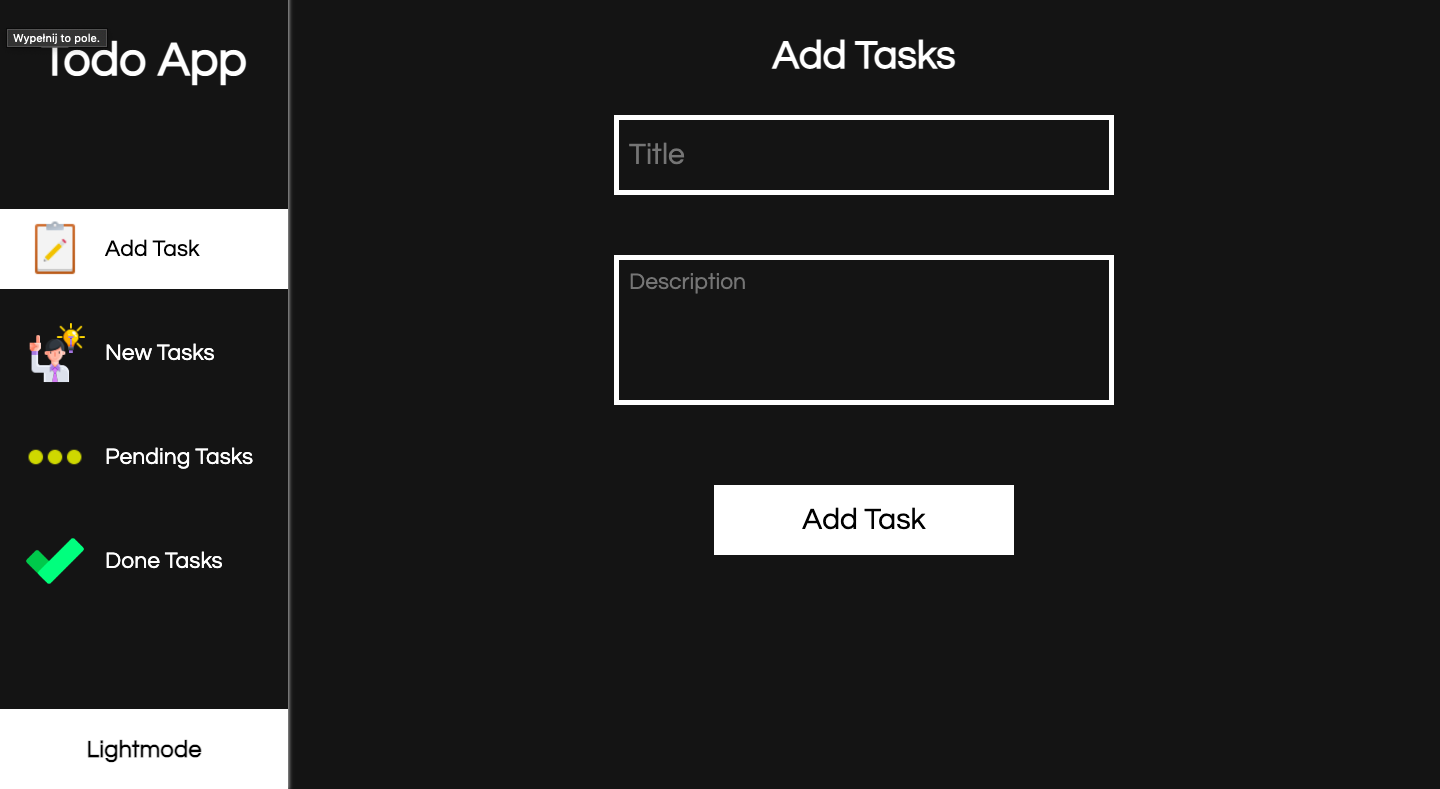 Wypełnij to pole.
Todo App
Add Task
New Tasks
Pending Tasks
Done Tasks
Lightmode
Add Tasks
Title
Description
Add Task